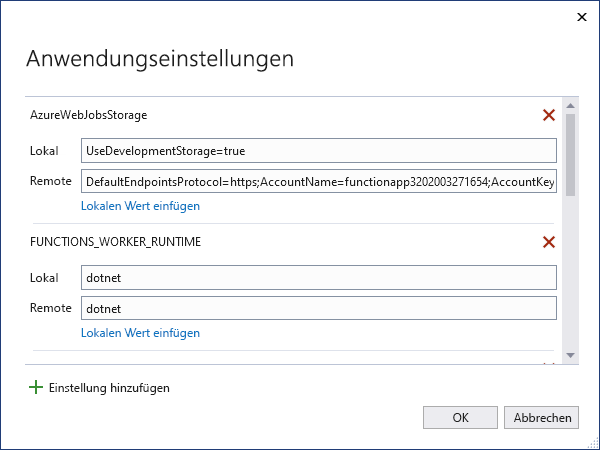 Anwendungseinstellungen
AzureWebJobsStorage
Lokal UseDevelopmentStorage=true
Remote DefaultEndpointsProtocol=https;AccountName=functionapp3202003271654;AccountKey
Lokalen Wert einfügen
FUNCTIONS_WORKER_RUNTIME
Lokal dotnet
Remote dotnet
Lokalen Wert einfügen
Einstellung hinzufügen
OK Abbrechen